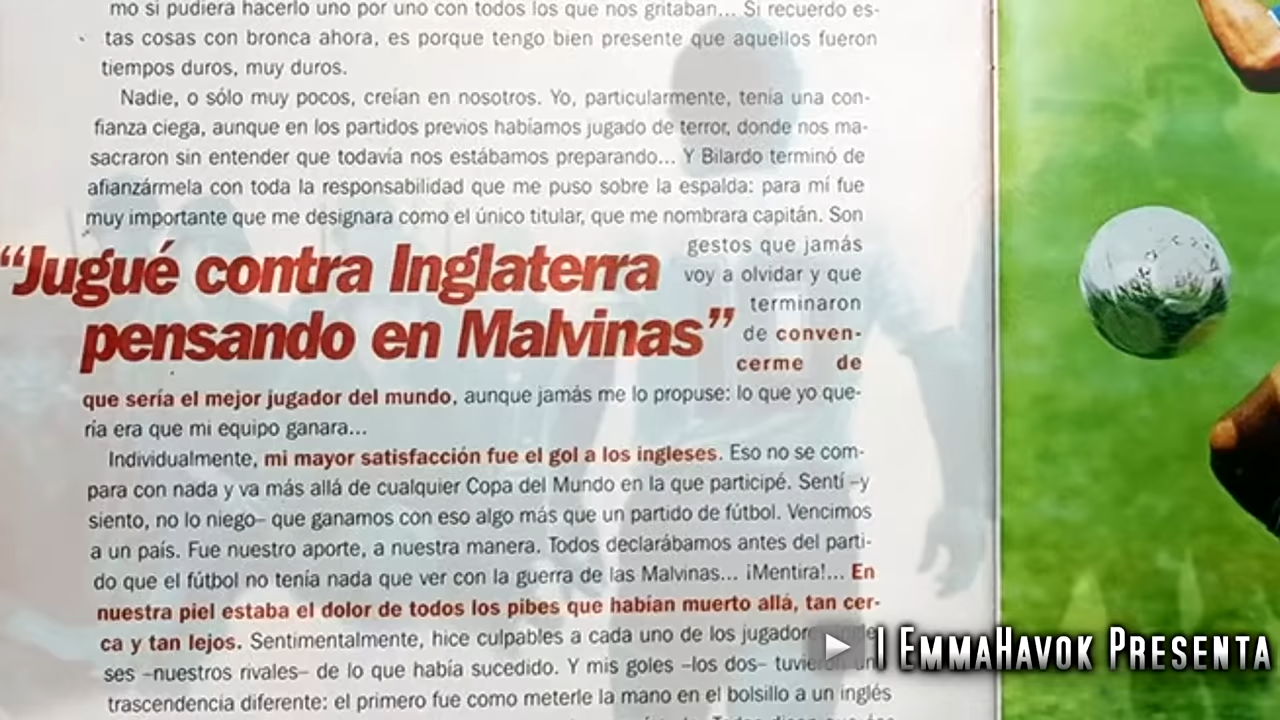 mo si pudiera hacerlo uno por uno con todos los que nos gritaban... Si recuerdo es-
tas cosas con bronca ahora, es porque tengo bien presente que aquellos fueron
tiempos duros, muy duros.
Nadie, o sólo muy pocos, creían en nosotros. Yo, particularmente, tenía una con-
fianza ciega, aunque en los partidos previos habíamos jugado de terror, donde nos ma-
sacraron sin entender que todavía nos estábamos preparando... Y Bilardo terminó de
afianzármela con toda la responsabilidad que me puso sobre la espalda: para mí fue
muy importante que me designara como el único titular, que me nombrara capitán. Son
gestos que jamás
voy a olvidar y que
terminaron
de conven-
cerme de
"Jugué contra Inglaterra
pensando en Malvinas"
que sería el mejor jugador del mundo, aunque jamás me lo propuse: lo que yo que-
ría era que mi equipo ganara...
Individualmente, mi mayor satisfacción fue el gol a los ingleses. Eso no se com-
para con nada y va más allá de cualquier Copa del Mundo en la que participé. Sentí –y
siento, no lo niego– que ganamos con eso algo más que un partido de fútbol. Vencimos
a un país. Fue nuestro aporte, a nuestra manera. Todos declarábamos antes del parti-
do que el fútbol no tenía nada que ver con la guerra de las Malvinas... ¡Mentira!... En
nuestra piel estaba el dolor de todos los pibes que habían muerto allá, tan cer-
ca y tan lejos. Sentimentalmente, hice culpables a cada uno de los
ses –nuestros rivales– de lo que había sucedido. Y mis goles –los dos–
trascendencia diferente: el primero fue como meterle la mano en el bolsillo a un inglés
I EmmaHavok Presenta